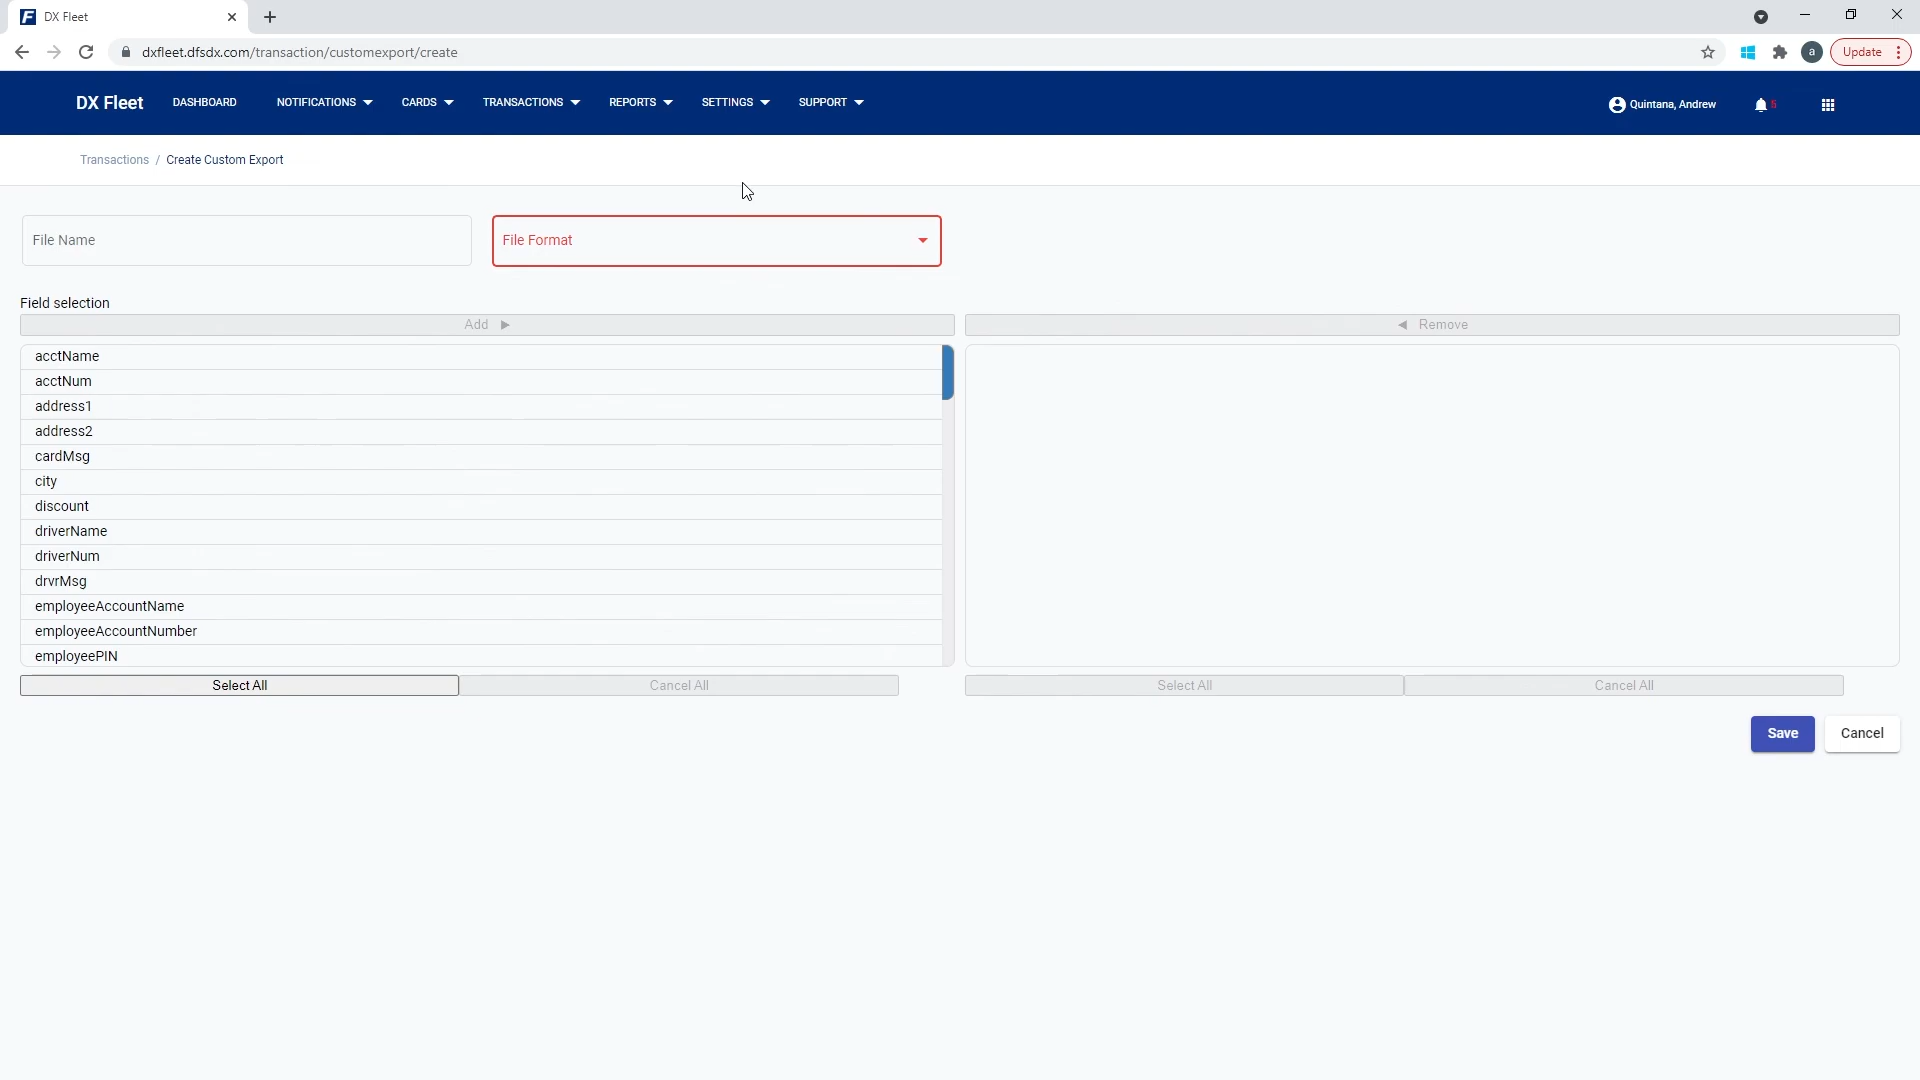 DX Fleet
dxfleet.dfsdx.com/transaction/customexport/create
a
Update
DX Fleet DASHBOARD NOTIFICATIONS CARDS TRANSACTIONS REPORTS SETTINGS SUPPORT Quintana, Andrew 5
Transactions / Create Custom Export
File Name File Format
Field selection
Add Remove
acctName
acctNum
address1
address2
cardMsg
city
discount
driverName
driverNum
drvrMsg
employeeAccountName
employeeAccountNumber
employeePIN
Select All Cancel All Select All Cancel All
Save Cancel